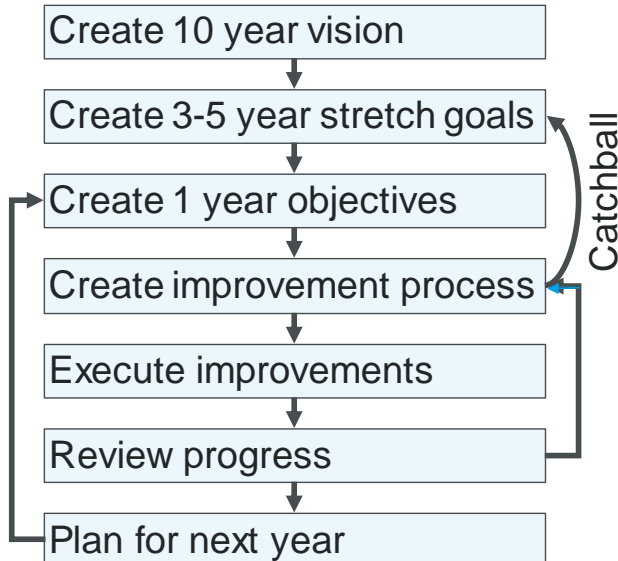 Create 10 year vision
Create 3-5 year stretch goals
Catchball
Create 1 year objectives
Create improvement process
Execute improvements
Review progress
Plan for next year